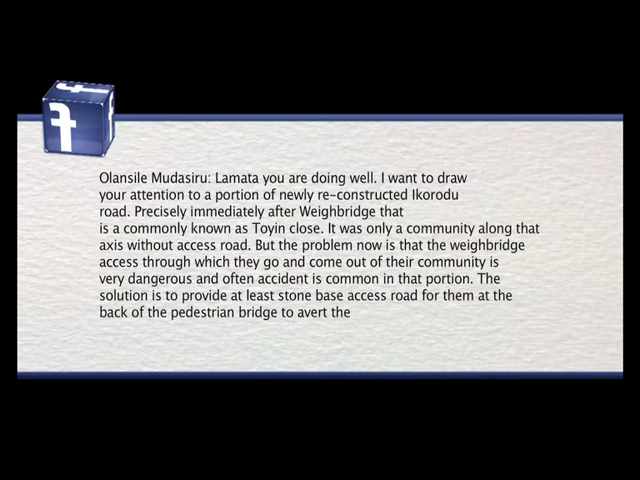 Olansile Mudasiru: Lamata you are doing well. I want to draw
your attention to a portion of newly re-constructed Ikorodu
road. Precisely immediately after Weighbridge that
is a commonly known as Toyin close. It was only a community along that
axis without access road. But the problem now is that the weighbridge
access through which they go and come out of their community is
very dangerous and often accident is common in that portion. The
solution is to provide at least stone base access road for them at the
back of the pedestrian bridge to avert the